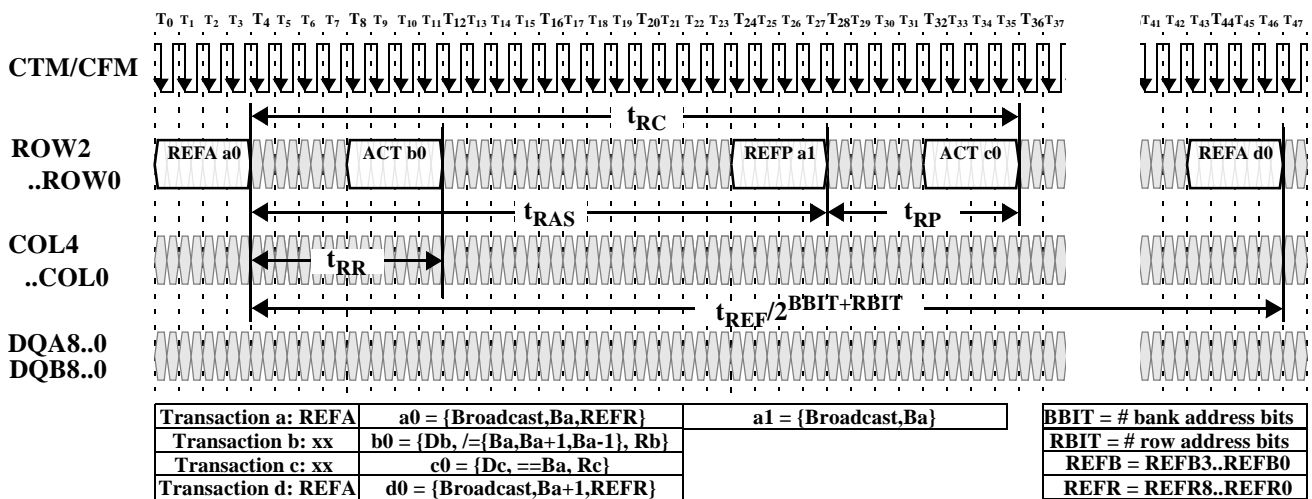 T0 T1 T2 T3 T4 T5 T6 T7 T8 T9 T10 T11 T12 T13 T14 T15 T16 T17 T18 T19 T20 T21 T22 T23 T24 T25 T26 T27 T28 T29 T30 T31 T32 T33 T34 T35 T36 T37 T41 T42 T43 T44 T45 T46 T47
CTM/CFM
tRC
ROW2
..ROW0
REFA a0 ACT b0 REFP a1 ACT c0 REFA d0
tRAS tRP
COL4
..COL0
tRR
tREF/2BBIT+RBIT
DQA8..0
DQB8..0
Transaction a: REFA a0 = {Broadcast,Ba,REFR} a1 = {Broadcast,Ba}
Transaction b: xx b0 = {Db, /={Ba,Ba+1,Ba-1}, Rb}
Transaction c: xx c0 = {Dc, ==Ba, Rc}
Transaction d: REFA d0 = {Broadcast,Ba+1,REFR}
BBIT = # bank address bits
RBIT = # row address bits
REFB = REFB3..REFB0
REFR = REFR8..REFR0